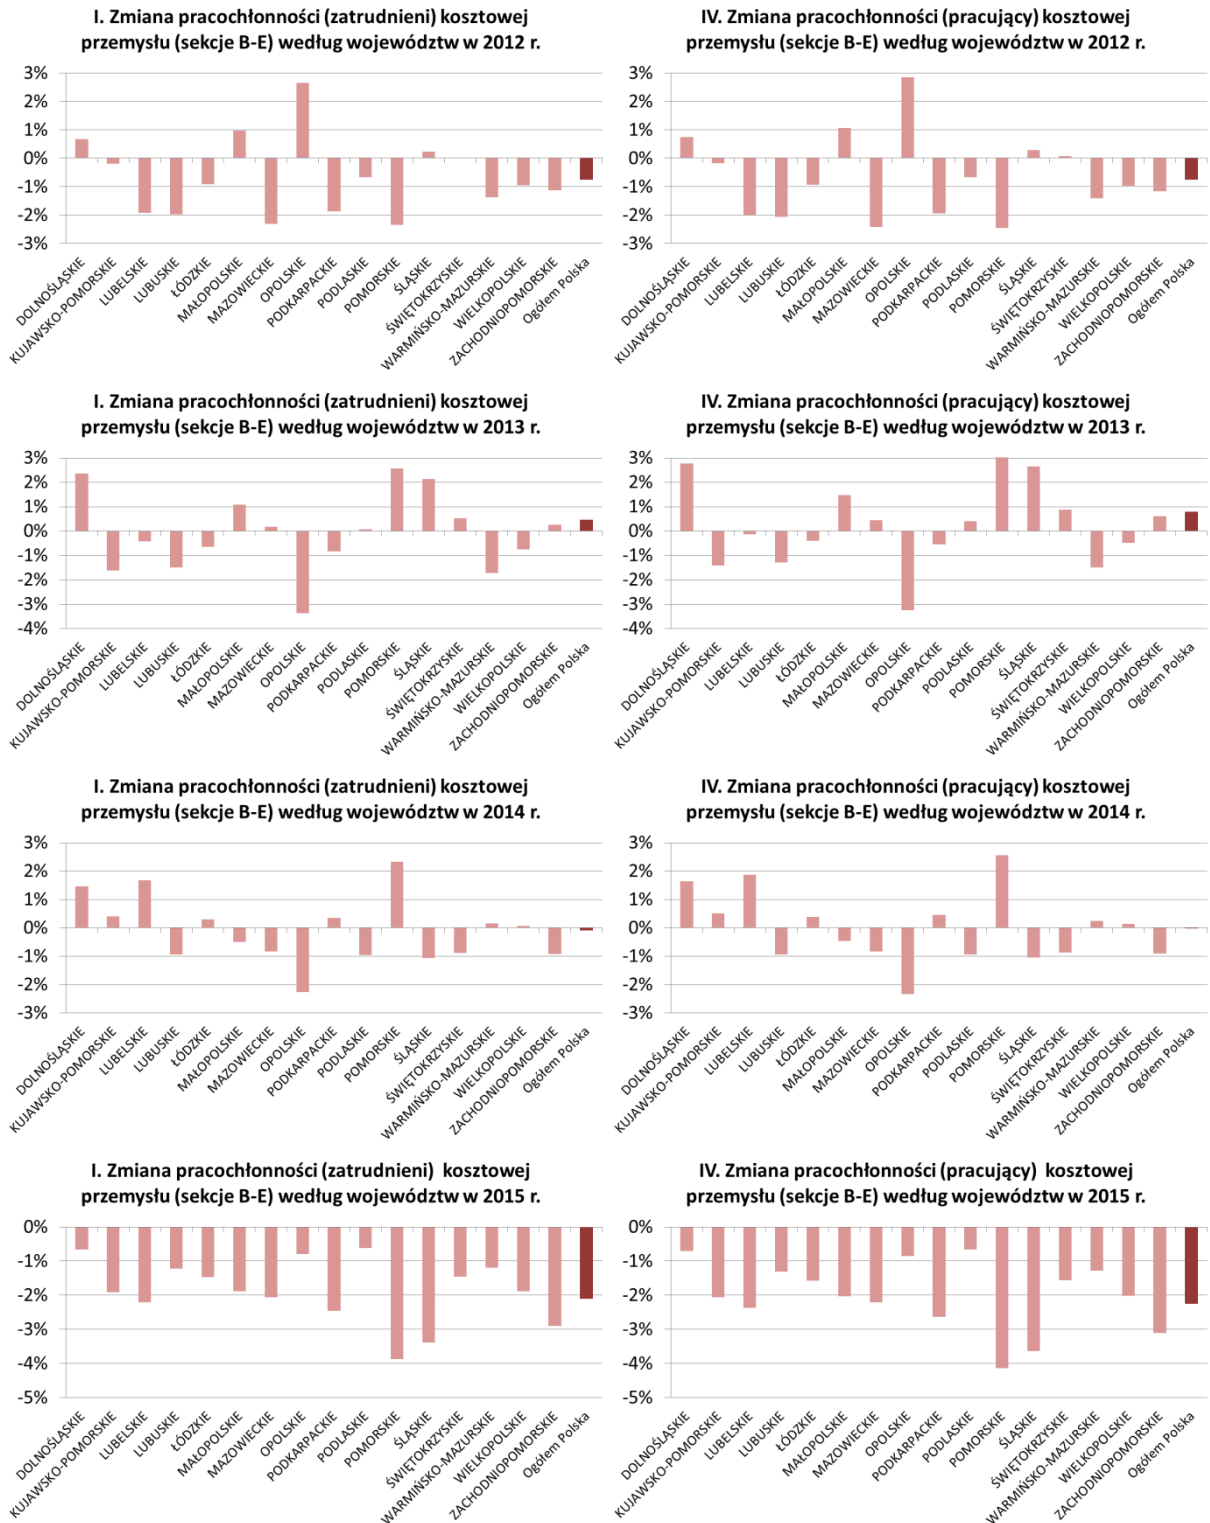 I. Zmiana pracochłonności (zatrudnieni) kosztowej
przemysłu (sekcje B-E) według województw w 2012 r.
3%
2%
1%
0%
-1%
-2%
-3%
DOLNOŚLĄSKIE
KUJAWSKO-POMORSKIE
LUBELSKIE
LUBUSKIE
ŁÓDZKIE
MAŁOPOLSKIE
MAZOWIECKIE
OPOLSKIE
PODKARPACKIE
PODLASKIE
POMORSKIE
ŚLĄSKIE
ŚWIĘTOKRZYSKIE
WARMIŃSKO-MAZURSKIE
WIELKOPOLSKIE
ZACHODNIOPOMORSKIE
Ogółem Polska
IV. Zmiana pracochłonności (pracujący) kosztowej
przemysłu (sekcje B-E) według województw w 2012 r.
3%
2%
1%
0%
-1%
-2%
-3%
DOLNOŚLĄSKIE
KUJAWSKO-POMORSKIE
LUBELSKIE
LUBUSKIE
ŁÓDZKIE
MAŁOPOLSKIE
MAZOWIECKIE
OPOLSKIE
PODKARPACKIE
PODLASKIE
POMORSKIE
ŚLĄSKIE
ŚWIĘTOKRZYSKIE
WARMIŃSKO-MAZURSKIE
WIELKOPOLSKIE
ZACHODNIOPOMORSKIE
Ogółem Polska
I. Zmiana pracochłonności (zatrudnieni) kosztowej
przemysłu (sekcje B-E) według województw w 2013 r.
3%
2%
1%
0%
-1%
-2%
-3%
-4%
DOLNOŚLĄSKIE
KUJAWSKO-POMORSKIE
LUBELSKIE
LUBUSKIE
ŁÓDZKIE
MAŁOPOLSKIE
MAZOWIECKIE
OPOLSKIE
PODKARPACKIE
PODLASKIE
POMORSKIE
ŚLĄSKIE
ŚWIĘTOKRZYSKIE
WARMIŃSKO-MAZURSKIE
WIELKOPOLSKIE
ZACHODNIOPOMORSKIE
Ogółem Polska
IV. Zmiana pracochłonności (pracujący) kosztowej
przemysłu (sekcje B-E) według województw w 2013 r.
3%
2%
1%
0%
-1%
-2%
-3%
-4%
DOLNOŚLĄSKIE
KUJAWSKO-POMORSKIE
LUBELSKIE
LUBUSKIE
ŁÓDZKIE
MAŁOPOLSKIE
MAZOWIECKIE
OPOLSKIE
PODKARPACKIE
PODLASKIE
POMORSKIE
ŚLĄSKIE
ŚWIĘTOKRZYSKIE
WARMIŃSKO-MAZURSKIE
WIELKOPOLSKIE
ZACHODNIOPOMORSKIE
Ogółem Polska
I. Zmiana pracochłonności (zatrudnieni) kosztowej
przemysłu (sekcje B-E) według województw w 2014 r.
3%
2%
1%
0%
-1%
-2%
-3%
DOLNOŚLĄSKIE
KUJAWSKO-POMORSKIE
LUBELSKIE
LUBUSKIE
ŁÓDZKIE
MAŁOPOLSKIE
MAZOWIECKIE
OPOLSKIE
PODKARPACKIE
PODLASKIE
POMORSKIE
ŚLĄSKIE
ŚWIĘTOKRZYSKIE
WARMIŃSKO-MAZURSKIE
WIELKOPOLSKIE
ZACHODNIOPOMORSKIE
Ogółem Polska
IV. Zmiana pracochłonności (pracujący) kosztowej
przemysłu (sekcje B-E) według województw w 2014 r.
3%
2%
1%
0%
-1%
-2%
-3%
DOLNOŚLĄSKIE
KUJAWSKO-POMORSKIE
LUBELSKIE
LUBUSKIE
ŁÓDZKIE
MAŁOPOLSKIE
MAZOWIECKIE
OPOLSKIE
PODKARPACKIE
PODLASKIE
POMORSKIE
ŚLĄSKIE
ŚWIĘTOKRZYSKIE
WARMIŃSKO-MAZURSKIE
WIELKOPOLSKIE
ZACHODNIOPOMORSKIE
Ogółem Polska
I. Zmiana pracochłonności (zatrudnieni) kosztowej
przemysłu (sekcje B-E) według województw w 2015 r.
0%
-1%
-2%
-3%
-4%
-5%
DOLNOŚLĄSKIE
KUJAWSKO-POMORSKIE
LUBELSKIE
LUBUSKIE
ŁÓDZKIE
MAŁOPOLSKIE
MAZOWIECKIE
OPOLSKIE
PODKARPACKIE
PODLASKIE
POMORSKIE
ŚLĄSKIE
ŚWIĘTOKRZYSKIE
WARMIŃSKO-MAZURSKIE
WIELKOPOLSKIE
ZACHODNIOPOMORSKIE
Ogółem Polska
IV. Zmiana pracochłonności (pracujący) kosztowej
przemysłu (sekcje B-E) według województw w 2015 r.
0%
-1%
-2%
-3%
-4%
-5%
DOLNOŚLĄSKIE
KUJAWSKO-POMORSKIE
LUBELSKIE
LUBUSKIE
ŁÓDZKIE
MAŁOPOLSKIE
MAZOWIECKIE
OPOLSKIE
PODKARPACKIE
PODLASKIE
POMORSKIE
ŚLĄSKIE
ŚWIĘTOKRZYSKIE
WARMIŃSKO-MAZURSKIE
WIELKOPOLSKIE
ZACHODNIOPOMORSKIE
Ogółem Polska